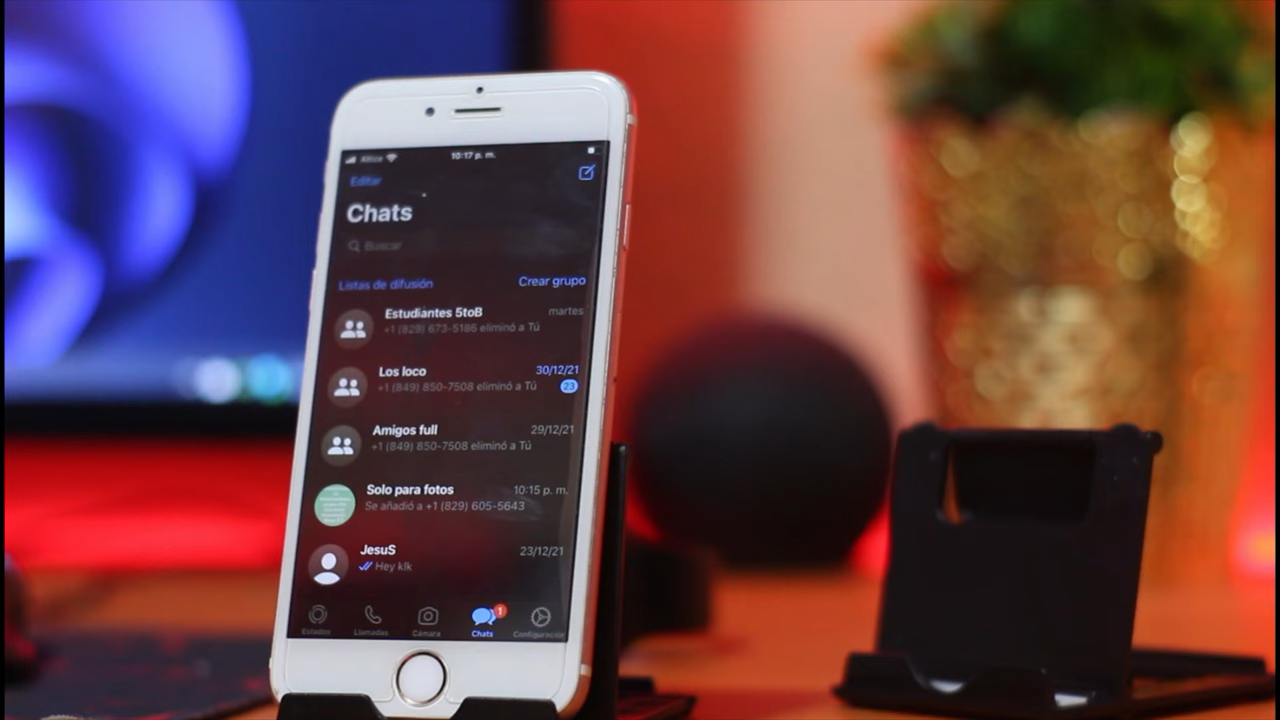 Altice 10:17 p. m.
Editar
Chats
Buscar
Listas de difusión Crear grupo
Estudiantes 5toB martes
+1 (829) 673-5186 eliminó a Tú
Los loco 30/12/21
+1 (849) 850-7508 eliminó a Tú 23
Amigos full 29/12/21
+1 (849) 850-7508 eliminó a Tú
Solo para fotos 10:15 p. m.
Se añadió a +1 (829) 605-5643
JesuS 23/12/21
Hey klk
1
Estados Llamadas Cámara Chats Configuración